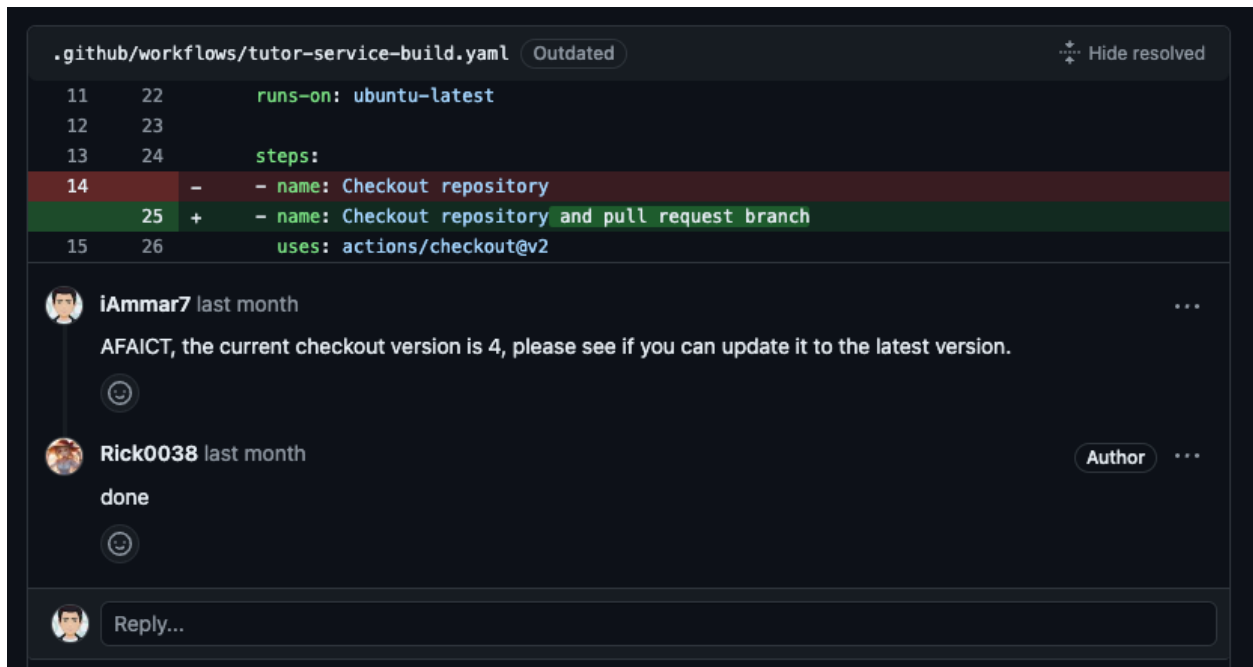 .github/workflows/tutor-service-build.yaml Outdated Hide resolved
11 22 runs-on: ubuntu-latest
12 23
13 24 steps:
14 - - name: Checkout repository
25 + - name: Checkout repository and pull request branch
15 26 uses: actions/checkout@v2
iAmmar7 last month ...
AFAICT, the current checkout version is 4, please see if you can update it to the latest version.
Rick0038 last month Author ...
done
Reply...